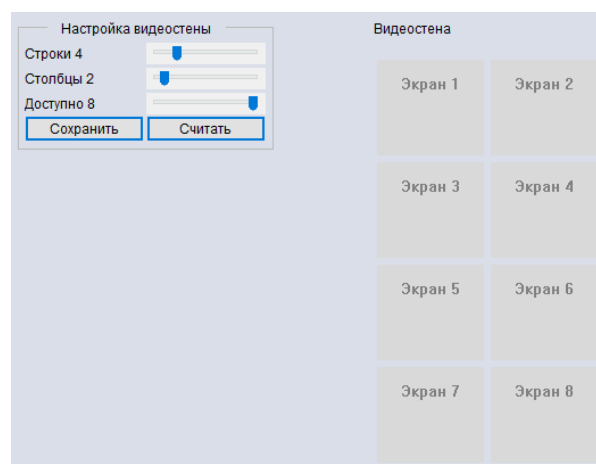 Настройка видеостены
Строки 4
Столбцы 2
Доступно 8
Сохранить Считать
Видеостена
Экран 1 Экран 2
Экран 3 Экран 4
Экран 5 Экран 6
Экран 7 Экран 8